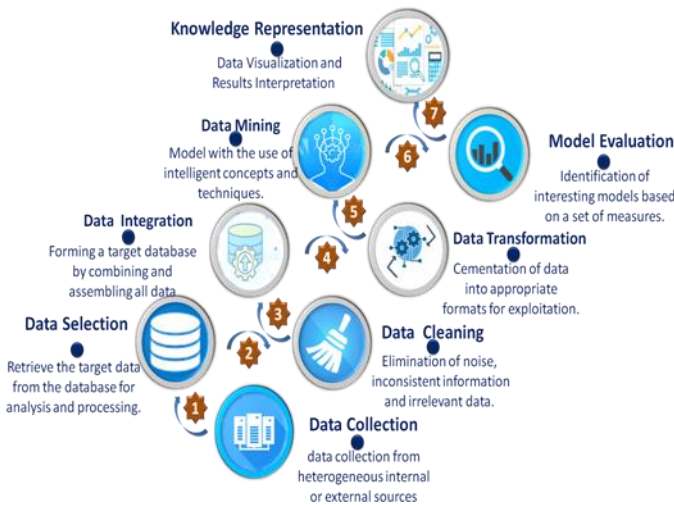 Knowledge Representation
Data Visualization and
Results Interpretation
7
Data Mining
Model with the use of
intelligent concepts and
techniques.
6
Model Evaluation
Identification of
interesting models based
on a set of measures.
5
Data Integration
Forming a target database
by combining and
assembling all data
4
Data Transformation
Cementation of data
into appropriate
formats for exploitation.
3
Data Selection
Retrieve the target data
from the database for
analysis and processing.
2
Data Cleaning
Elimination of noise,
inconsistent information
and irrelevant data.
1
Data Collection
data collection from
heterogeneous internal
or external sources